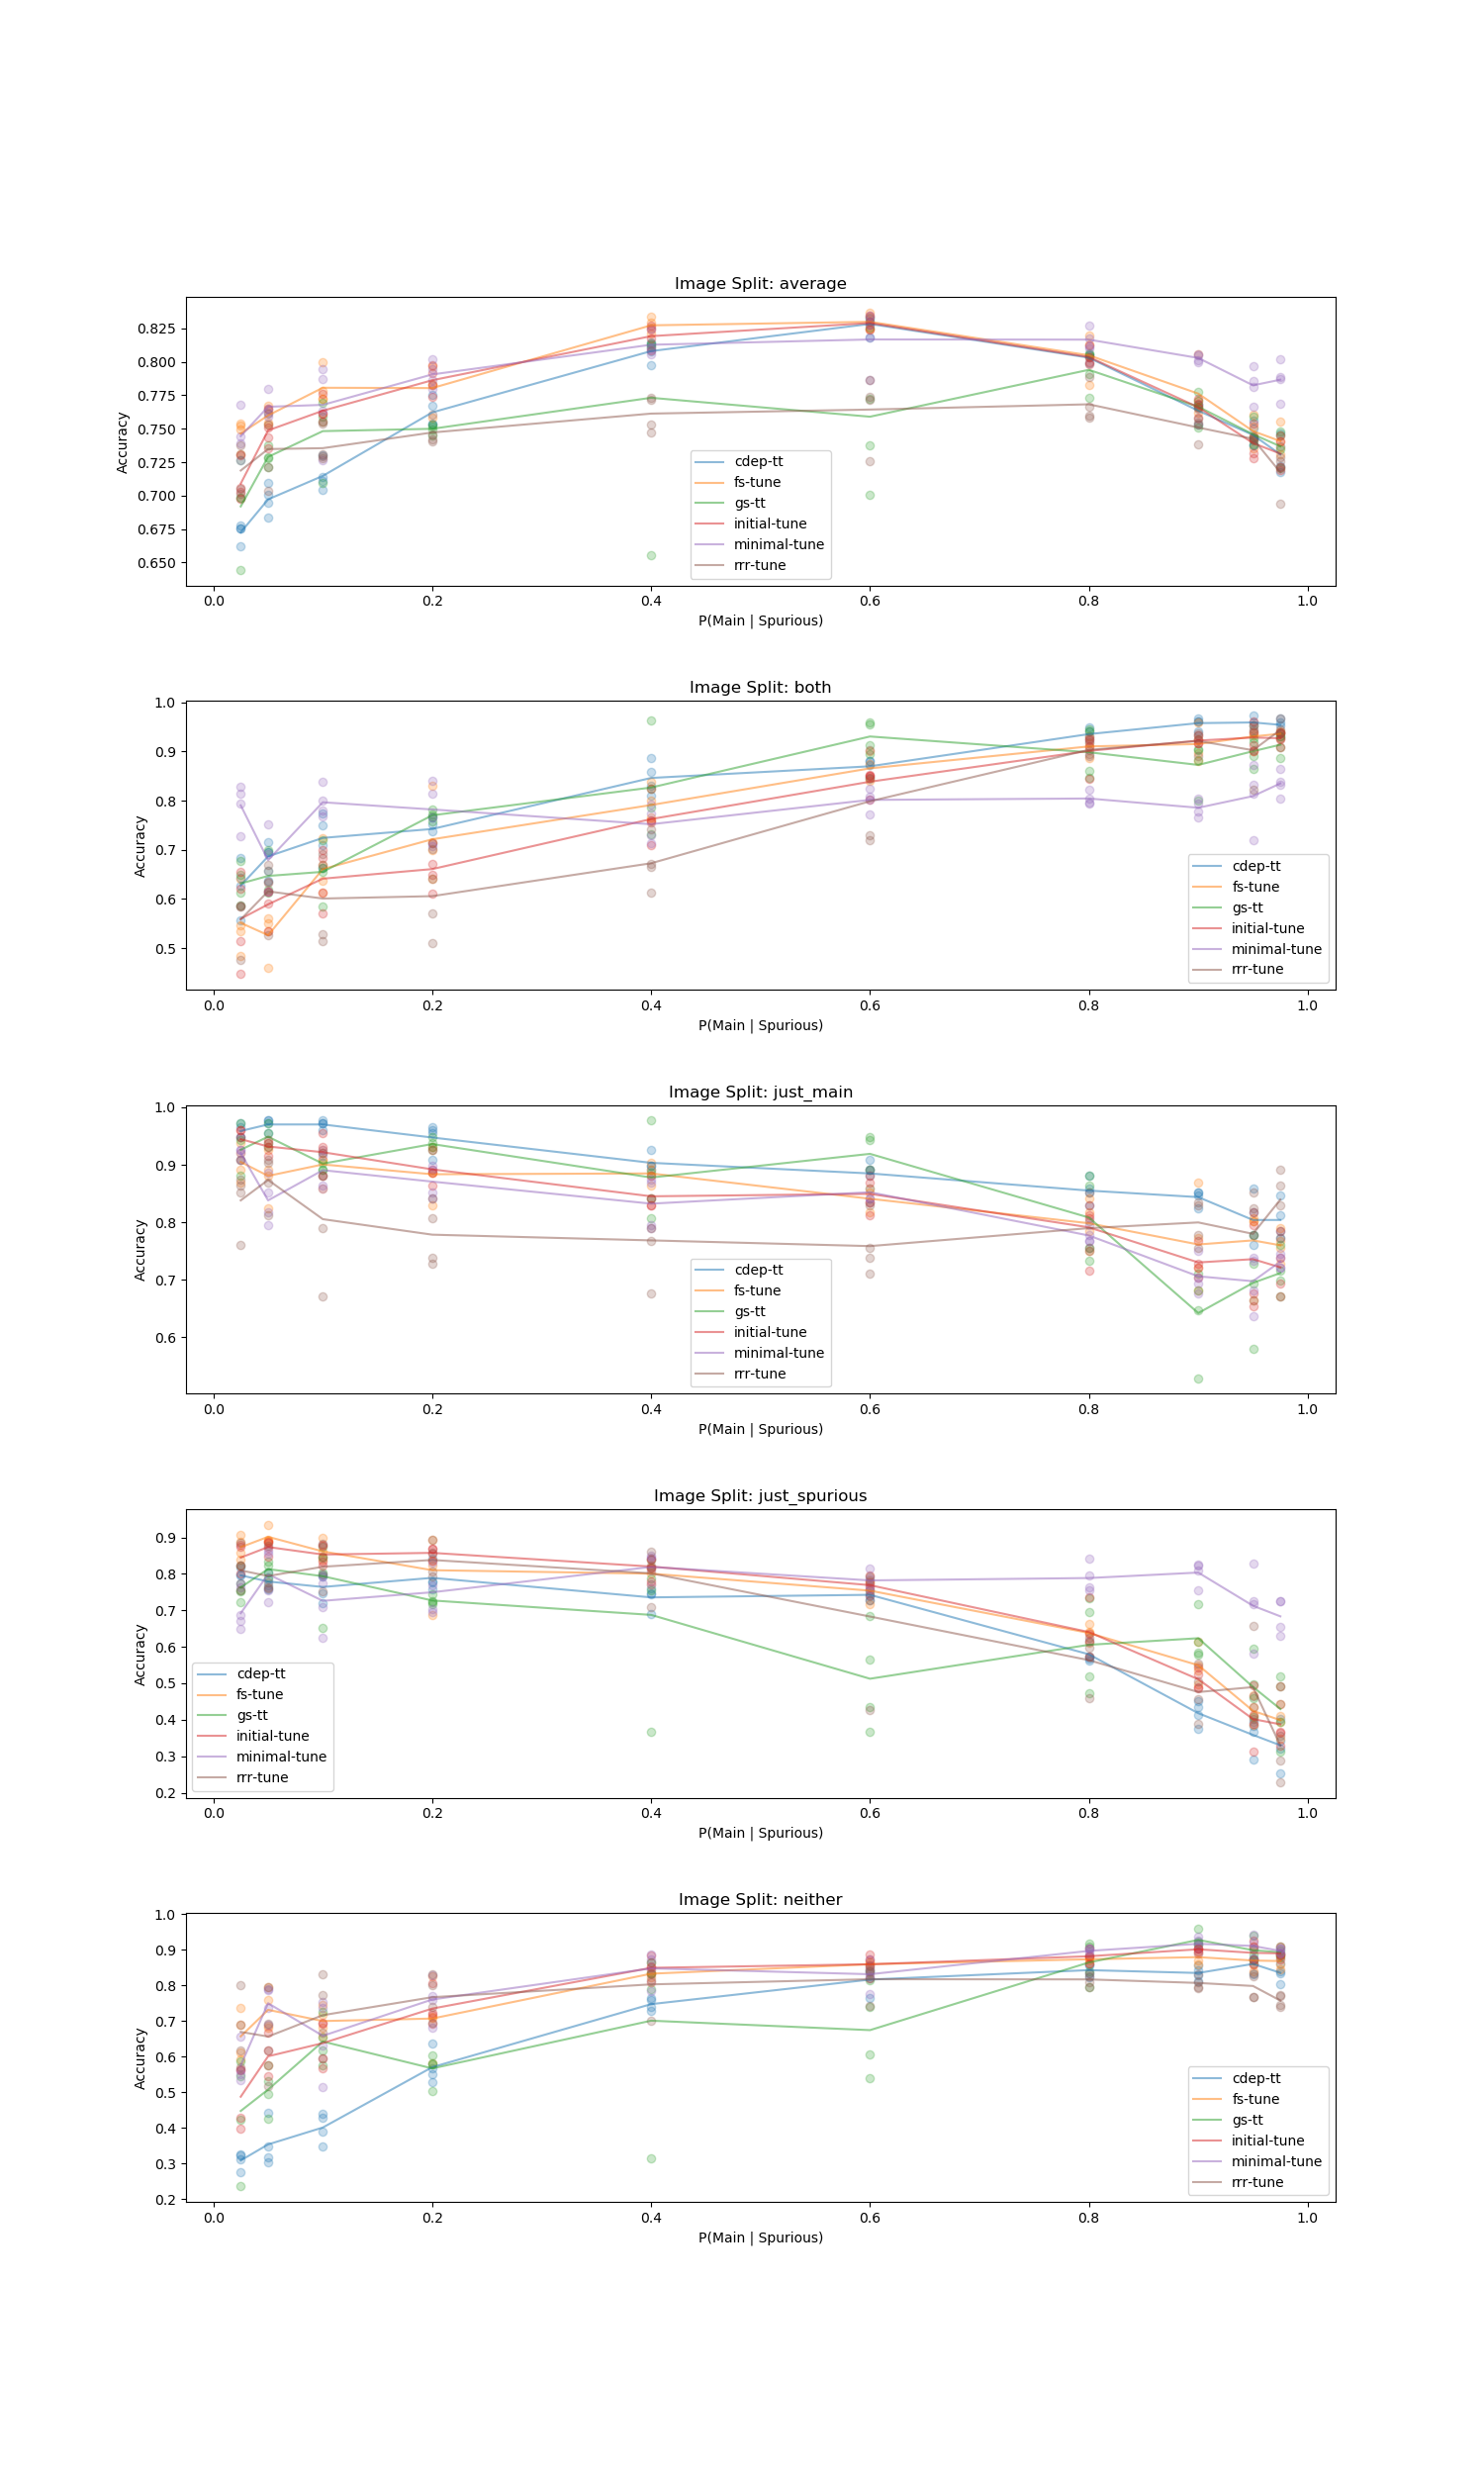 Image Split: average
0.825
0.800
0.775
0.750
0.725
0.700
0.675
0.650
Accuracy
cdep-tt
fs-tune
gs-tt
initial-tune
minimal-tune
rrr-tune
0.0 0.2 0.4 0.6 0.8 1.0
P(Main | Spurious)
Image Split: both
1.0
0.9
0.8
0.7
0.6
0.5
Accuracy
cdep-tt
fs-tune
gs-tt
initial-tune
minimal-tune
rrr-tune
0.0 0.2 0.4 0.6 0.8 1.0
P(Main | Spurious)
Image Split: just_main
1.0
0.9
0.8
0.7
0.6
Accuracy
cdep-tt
fs-tune
gs-tt
initial-tune
minimal-tune
rrr-tune
0.0 0.2 0.4 0.6 0.8 1.0
P(Main | Spurious)
Image Split: just_spurious
0.9
0.8
0.7
0.6
0.5
0.4
0.3
0.2
Accuracy
cdep-tt
fs-tune
gs-tt
initial-tune
minimal-tune
rrr-tune
0.0 0.2 0.4 0.6 0.8 1.0
P(Main | Spurious)
Image Split: neither
1.0
0.9
0.8
0.7
0.6
0.5
0.4
0.3
0.2
Accuracy
cdep-tt
fs-tune
gs-tt
initial-tune
minimal-tune
rrr-tune
0.0 0.2 0.4 0.6 0.8 1.0
P(Main | Spurious)